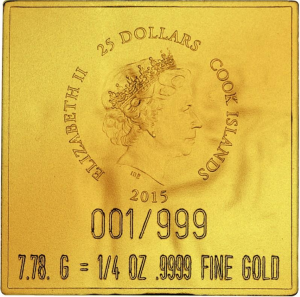 ELIZABETH II 25 DOLLARS COOK ISLANDS
2015
001/999
7.78. G = 1/4 OZ .9999 FINE GOLD